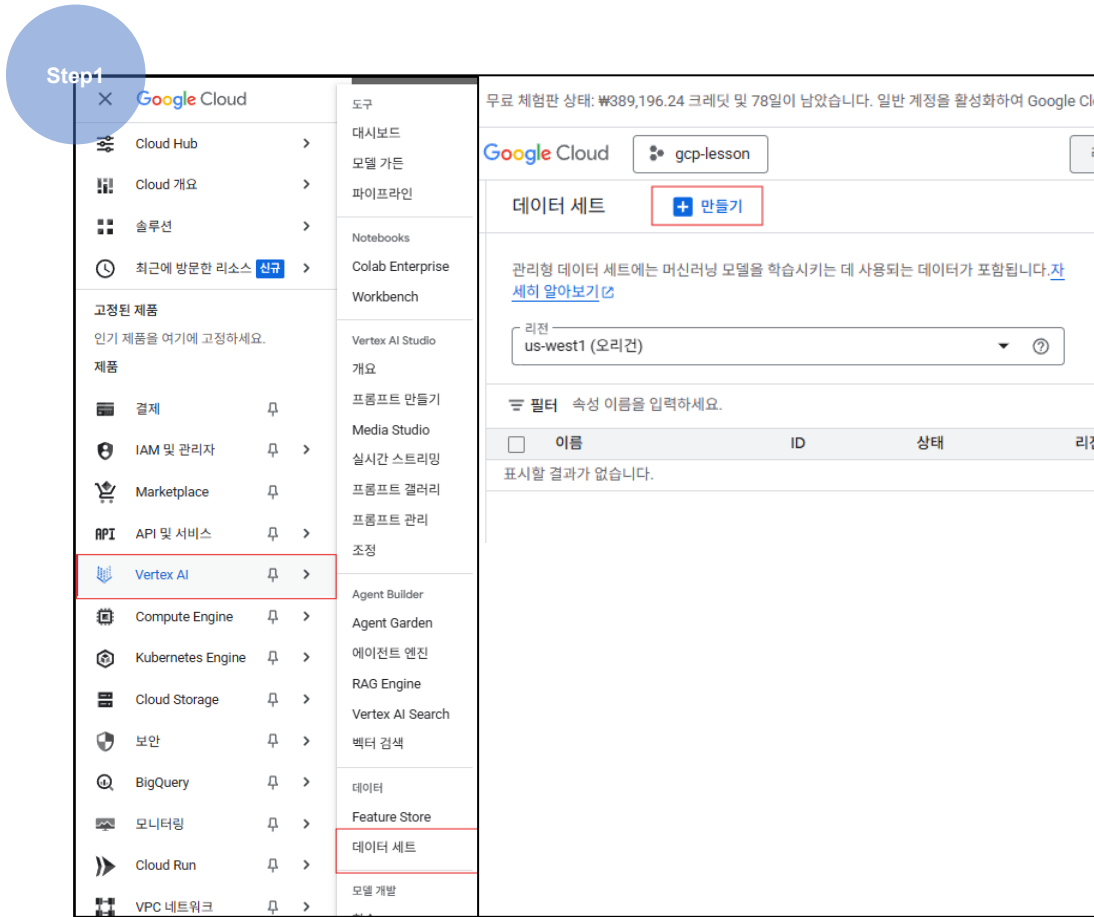 Step1
Google Cloud
Cloud Hub
Cloud 개요
솔루션
최근에 방문한 리소스 신규
고정된 제품
인기 제품을 여기에 고정하세요.
제품
결제
IAM 및 관리자
Marketplace
API API 및 서비스
Vertex AI
Compute Engine
Kubernetes Engine
Cloud Storage
보안
BigQuery
모니터링
Cloud Run
VPC 네트워크
도구
대시보드
모델 가든
파이프라인
Notebooks
Colab Enterprise
Workbench
Vertex AI Studio
개요
프롬프트 만들기
Media Studio
실시간 스트리밍
프롬프트 갤러리
프롬프트 관리
조정
Agent Builder
Agent Garden
에이전트 엔진
RAG Engine
Vertex AI Search
벡터 검색
데이터
Feature Store
데이터 세트
모델 개발
무료 체험판 상태: ₩389,196.24 크레딧 및 78일이 남았습니다. 일반 계정을 활성화하여 Google Cl
Google Cloud gcp-lesson
데이터 세트 만들기
관리형 데이터 세트에는 머신러닝 모델을 학습시키는 데 사용되는 데이터가 포함됩니다.자
세히 알아보기
리전
us-west1 (오리건)
필터 속성 이름을 입력하세요.
이름 ID 상태 리전
표시할 결과가 없습니다.